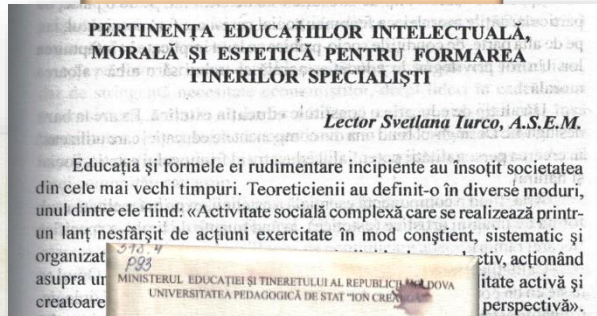 PERTINENȚA EDUCAȚIILOR INTELECTUALĂ,
MORALĂ ȘI ESTETICĂ PENTRU FORMAREA
TINERILOR SPECIALIȘTI
Lector Svetlana Iurco, A.S.E.M.
Educația și formele ei rudimentare incipiente au însoțit societatea
din cele mai vechi timpuri. Teoreticienii au definit-o în diverse moduri,
unul dintre ele fiind: «Activitate socială complexă care se realizează printr-
un lanț nesfârșit de acțiuni exercitate în mod conștient, sistematic și
organizat ctiv, acționând
asupra un itate activă și
creatoare perspectivă».
P93
MINISTERUL EDUCAȚIEI ȘI TINERETULUI AL REPUBLICII MOLDOVA
UNIVERSITATEA PEDAGOGICĂ DE STAT "ION CREA